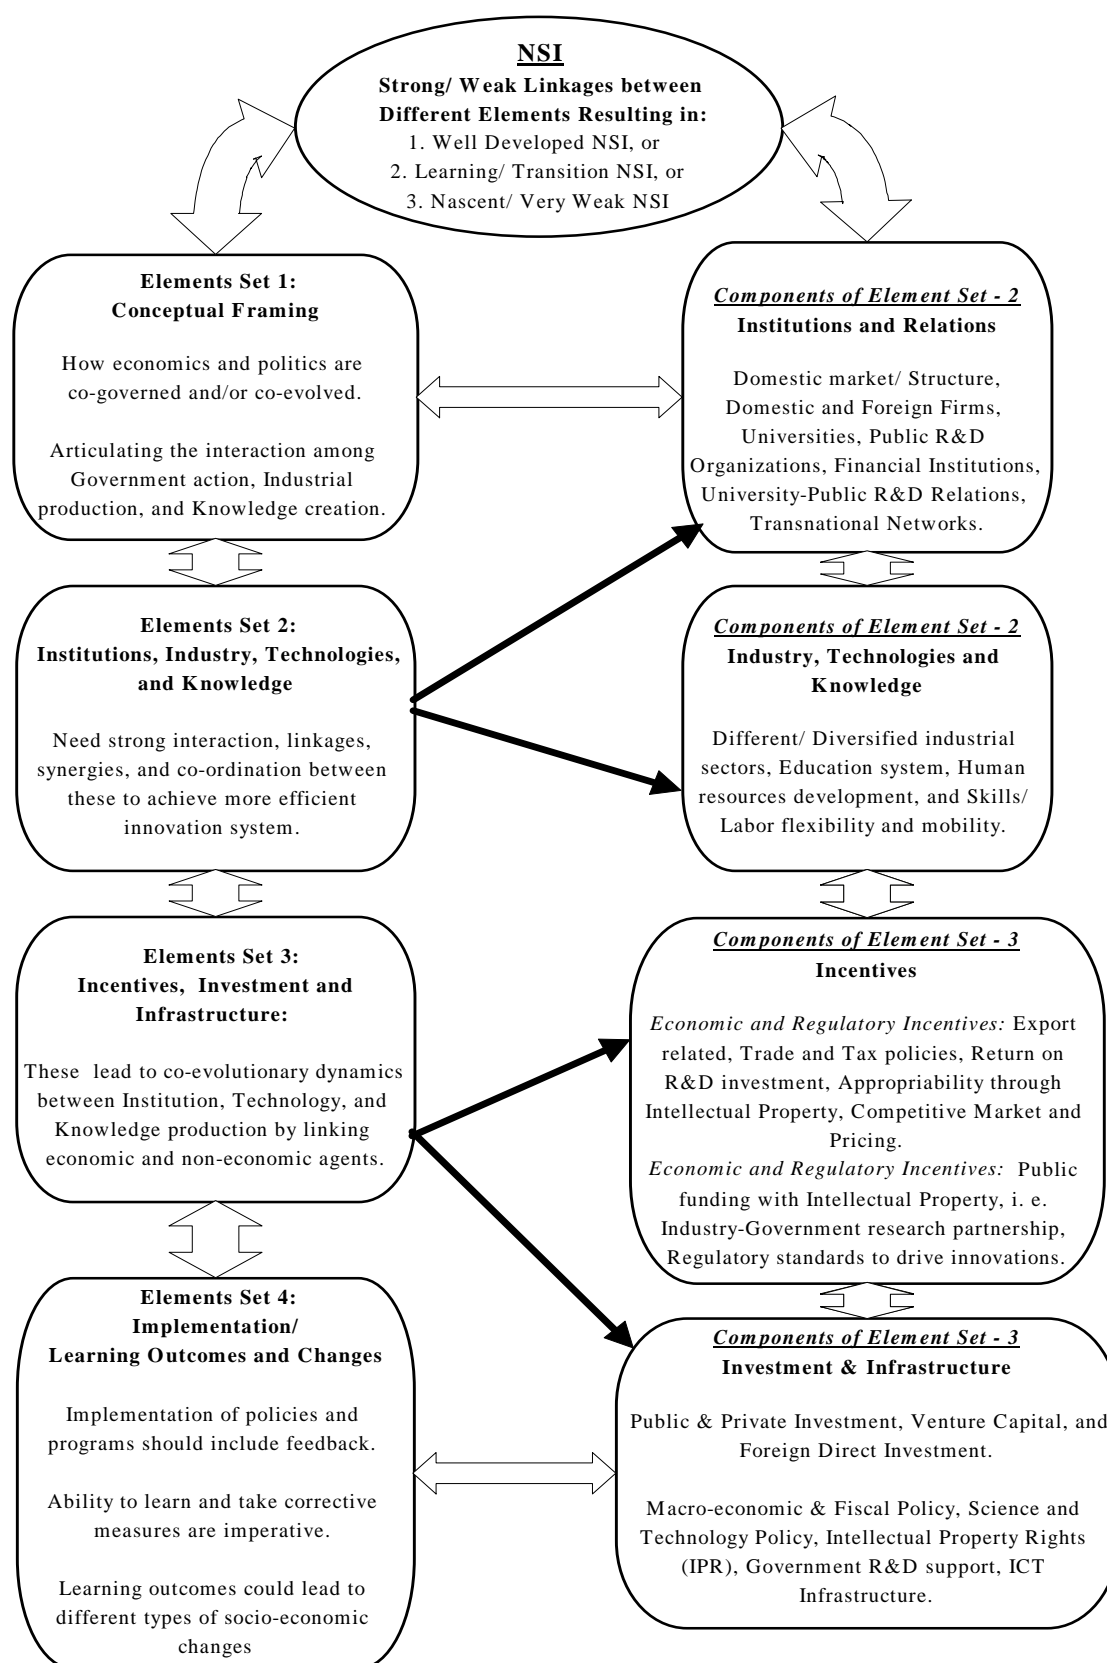 NSI
Strong/ Weak Linkages between
Different Elements Resulting in:
1. Well Developed NSI, or
2. Learning/ Transition NSI, or
3. Nascent/ Very Weak NSI
Elements Set 1:
Conceptual Framing
How economics and politics are
co-governed and/or co-evolved.
Articulating the interaction among
Government action, Industrial
production, and Knowledge creation.
Components of Element Set - 2
Institutions and Relations
Domestic market/ Structure,
Domestic and Foreign Firms,
Universities, Public R&D
Organizations, Financial Institutions,
University-Public R&D Relations,
Transnational Networks.
Elements Set 2:
Institutions, Industry, Technologies,
and Knowledge
Need strong interaction, linkages,
synergies, and co-ordination between
these to achieve more efficient
innovation system.
Components of Element Set - 2
Industry, Technologies and
Knowledge
Different/ Diversified industrial
sectors, Education system, Human
resources development, and Skills/
Labor flexibility and mobility.
Elements Set 3:
Incentives, Investment and
Infrastructure:
These lead to co-evolutionary dynamics
between Institution, Technology, and
Knowledge production by linking
economic and non-economic agents.
Components of Element Set - 3
Incentives
Economic and Regulatory Incentives: Export
related, Trade and Tax policies, Return on
R&D investment, Appropriability through
Intellectual Property, Competitive Market and
Pricing.
Economic and Regulatory Incentives: Public
funding with Intellectual Property, i. e.
Industry-Government research partnership,
Regulatory standards to drive innovations.
Elements Set 4:
Implementation/
Learning Outcomes and Changes
Implementation of policies and
programs should include feedback.
Ability to learn and take corrective
measures are imperative.
Learning outcomes could lead to
different types of socio-economic
changes
Components of Element Set - 3
Investment & Infrastructure
Public & Private Investment, Venture Capital, and
Foreign Direct Investment.
Macro-economic & Fiscal Policy, Science and
Technology Policy, Intellectual Property Rights
(IPR), Government R&D support, ICT
Infrastructure.